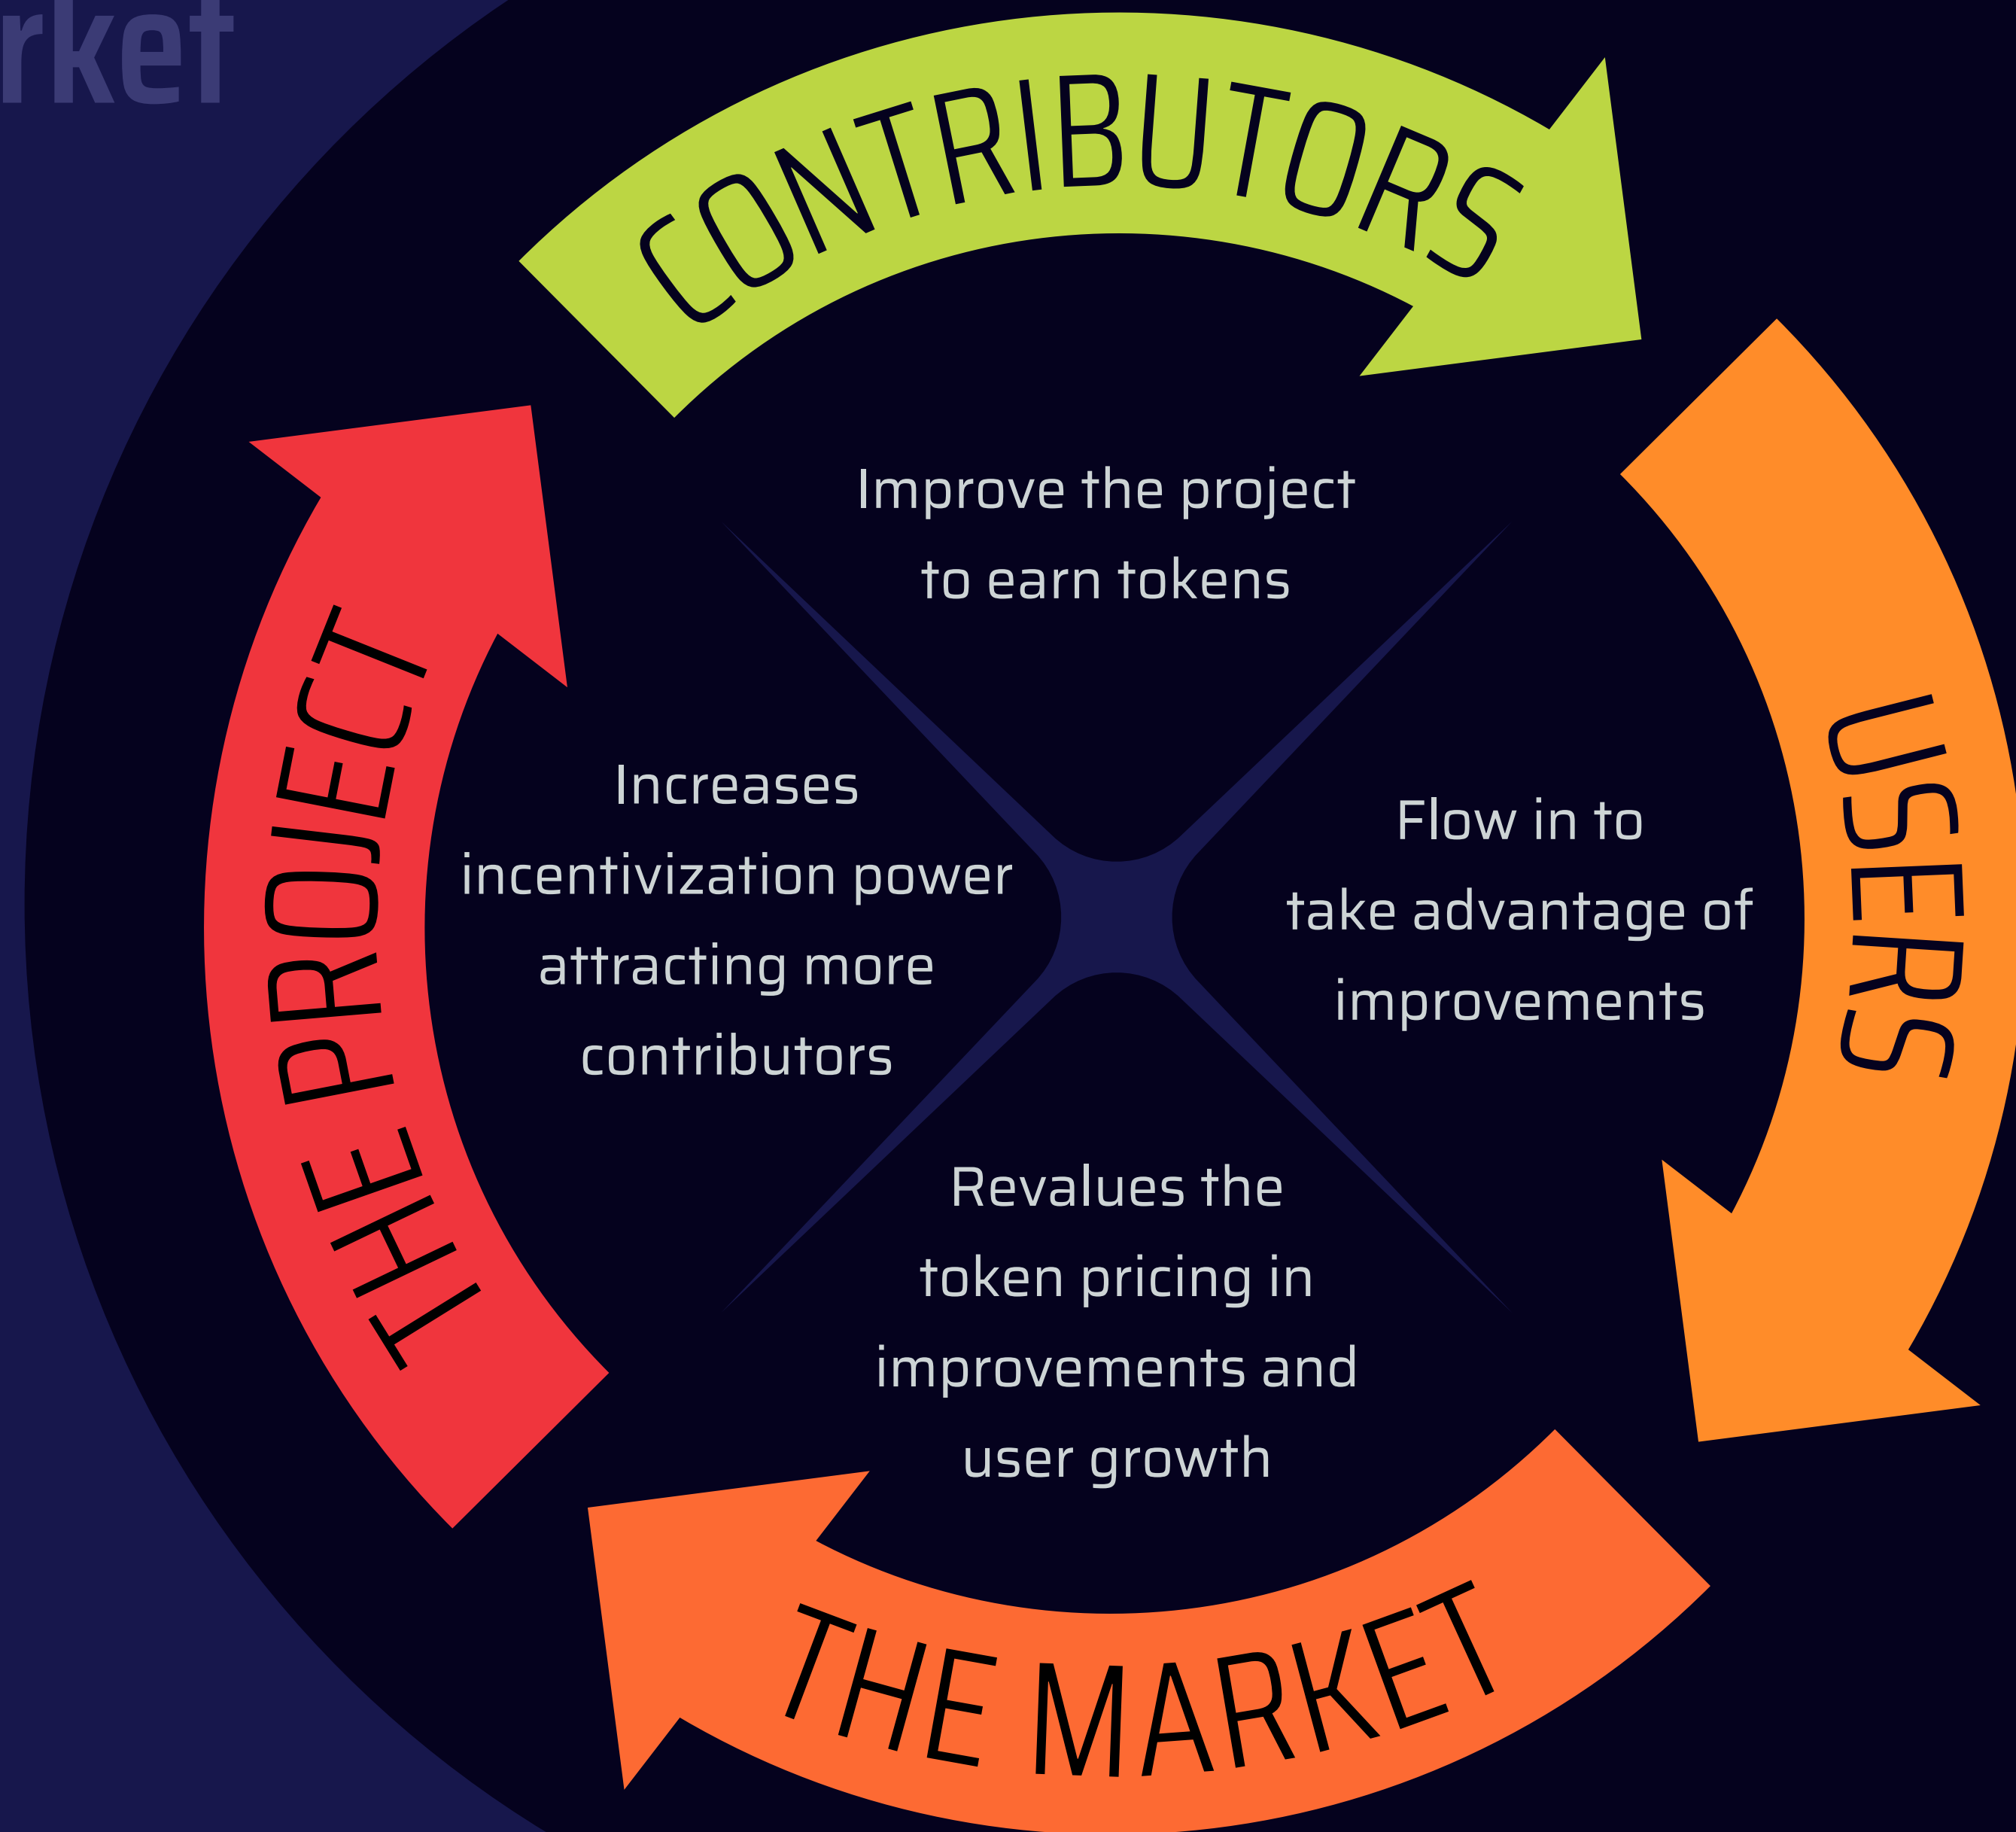 rket
CONTRIBUTORS
Improve the project
to earn tokens
USERS
Flow in to
take advantage of
improvements
THE MARKET
Revalues the
token pricing in
improvements and
user growth
THE PROJECT
Increases
incentivization power
attracting more
contributors